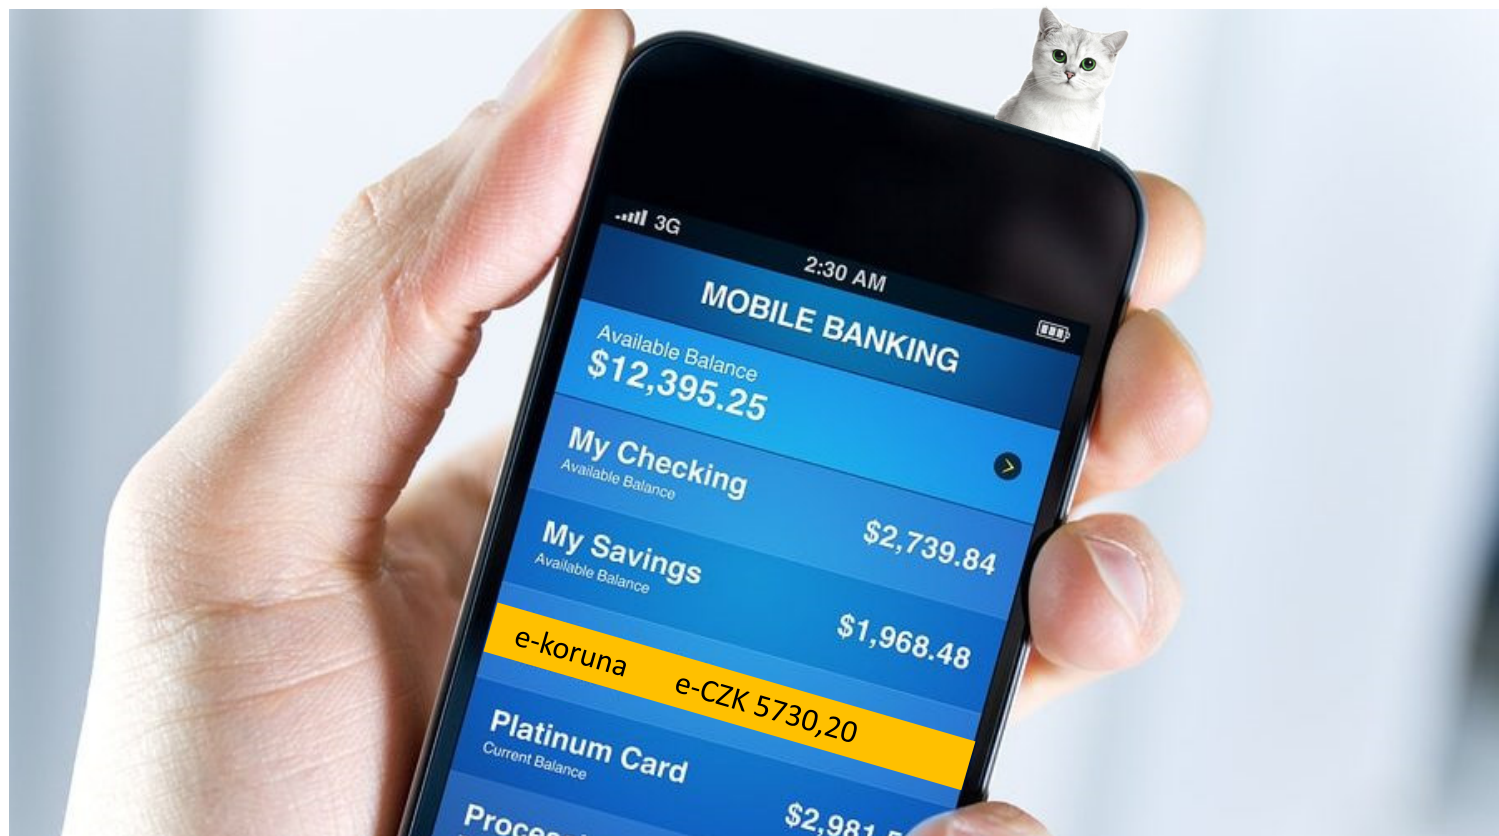 3G
2:30 AM
MOBILE BANKING
Available Balance
$12,395.25
My Checking
Available Balance
$2,739.84
My Savings
Available Balance
$1,968.48
e-koruna e-CZK 5730,20
Platinum Card
Current Balance